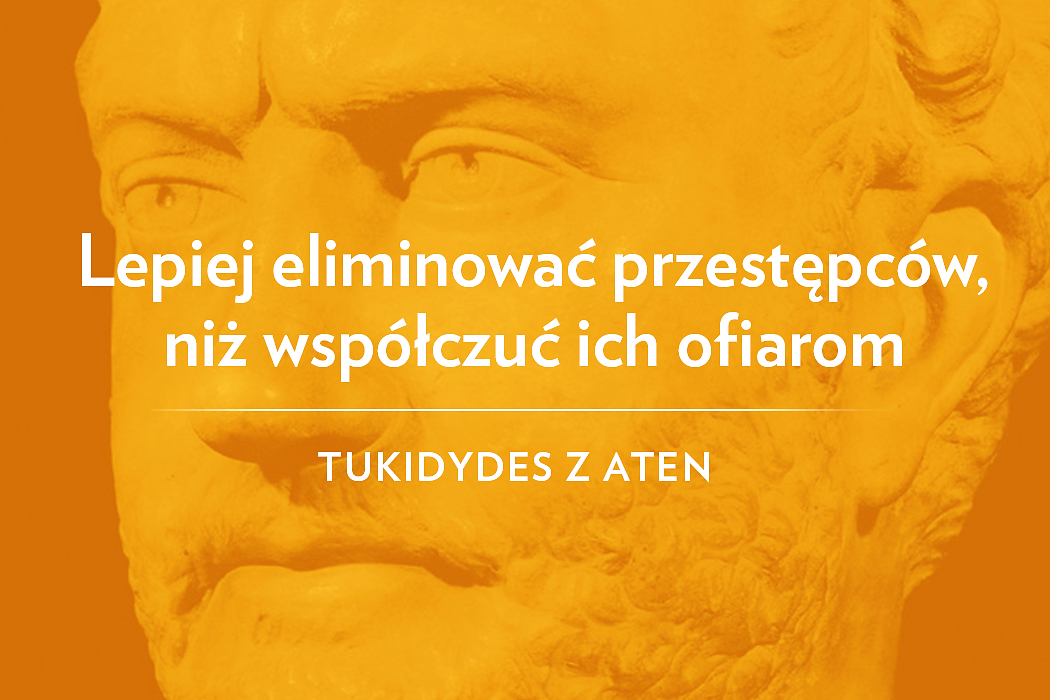 Lepiej eliminować przestępców,
niż współczuć ich ofiarom
TUKIDYDES Z ATEN